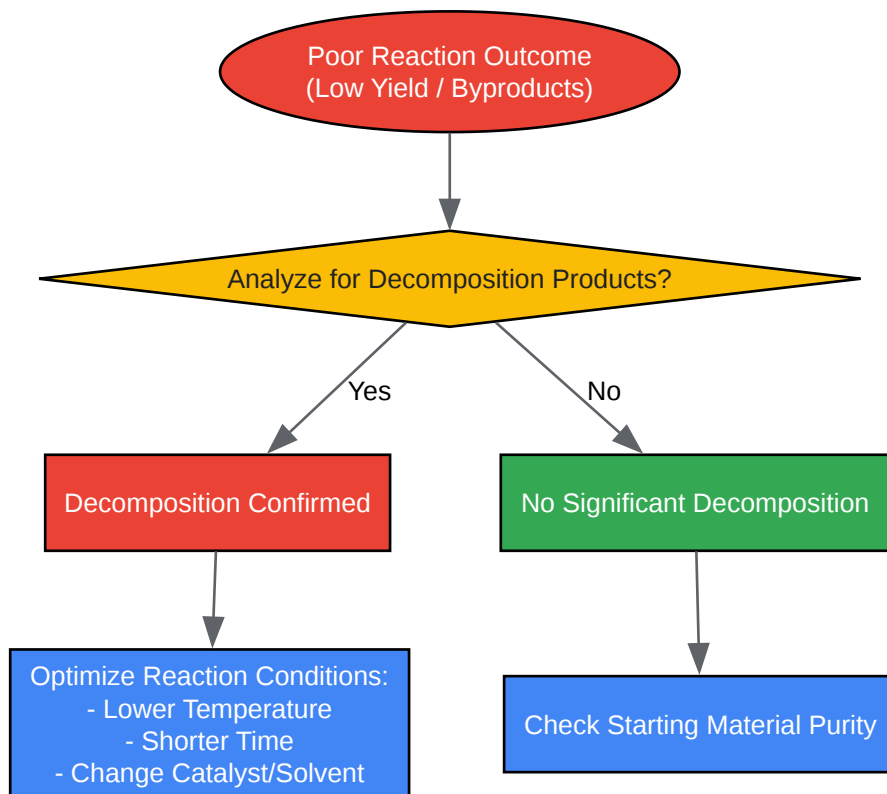 Poor Reaction Outcome
(Low Yield / Byproducts)
Analyze for Decomposition Products?
Yes
No
Decomposition Confirmed
No Significant Decomposition
Optimize Reaction Conditions:
- Lower Temperature
- Shorter Time
- Change Catalyst/Solvent
Check Starting Material Purity